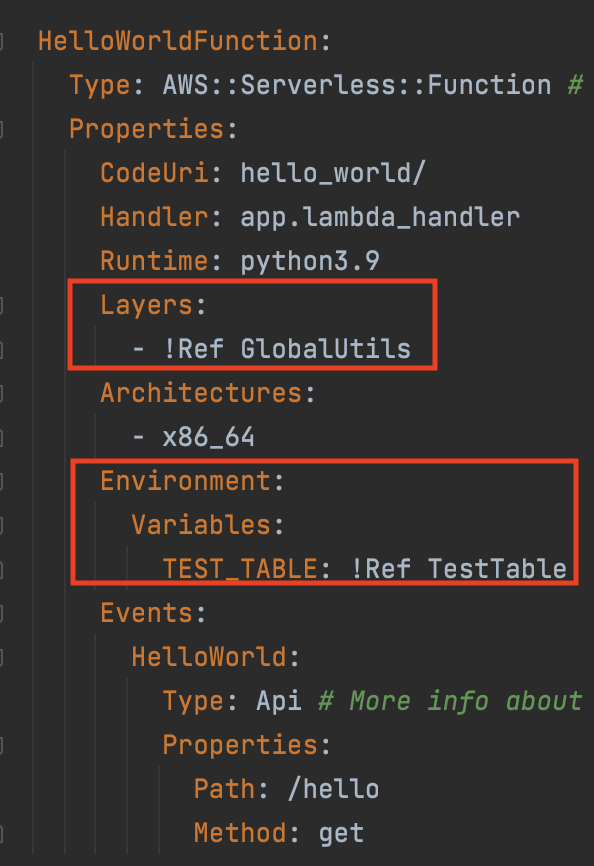 HelloWorldFunction:
Type: AWS::Serverless::Function #
Properties:
CodeUri: hello_world/
Handler: app.lambda_handler
Runtime: python3.9
Layers:
- !Ref GlobalUtils
Architectures:
- x86_64
Environment:
Variables:
TEST_TABLE: !Ref TestTable
Events:
HelloWorld:
Type: Api # More info about
Properties:
Path: /hello
Method: get